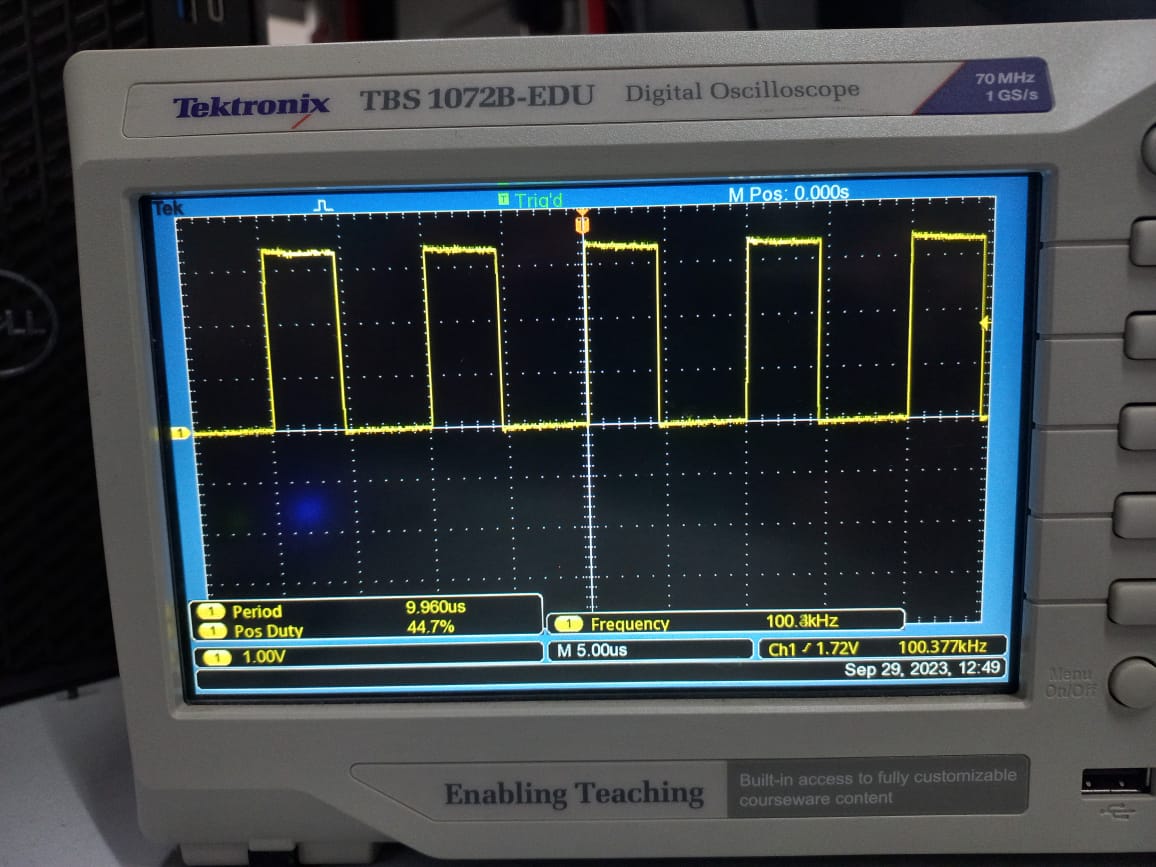 Tektronix TBS 1072B-EDU Digital Oscilloscope
70 MHz
1 GS/s
Tek Trig'd M Pos: 0.000s
1
1 Period 9.960us
1 Pos Duty 44.7%
1 Frequency 100.3kHz
1 1.00V M 5.00us Ch1 1.72V 100.377kHz
Sep 29, 2023, 12:49
Menu
On/Off
Enabling Teaching
Built-in access to fully customizable
courseware content